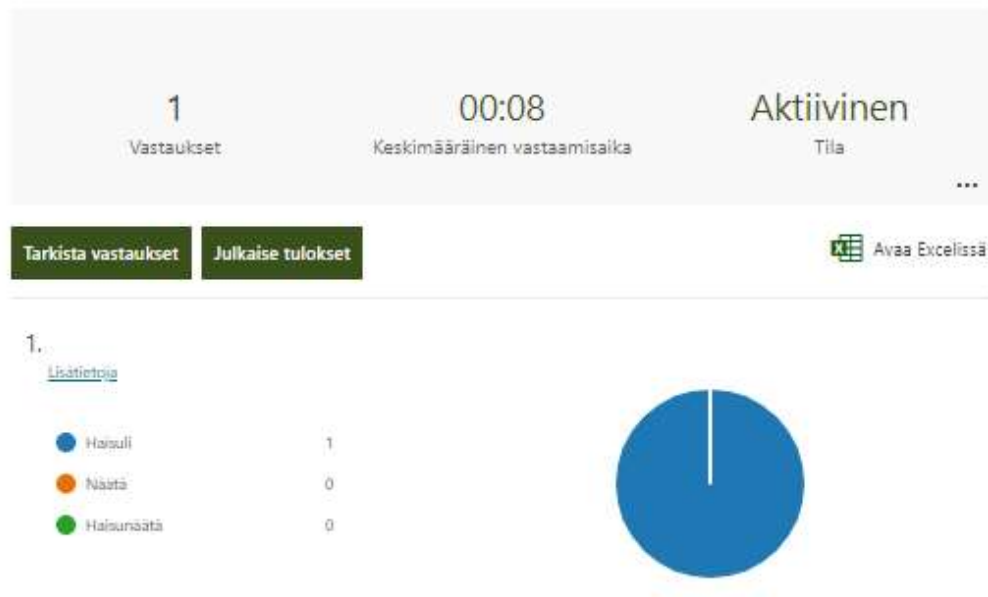 1 00:08 Aktiivinen
Vastaukset Keskimääräinen vastaamisaika Tila
...
Tarkista vastaukset Julkaise tulokset Avaa Excelissä
1.
Lisätietoja
Haisuli 1
Näätä 0
Haisunäätä 0